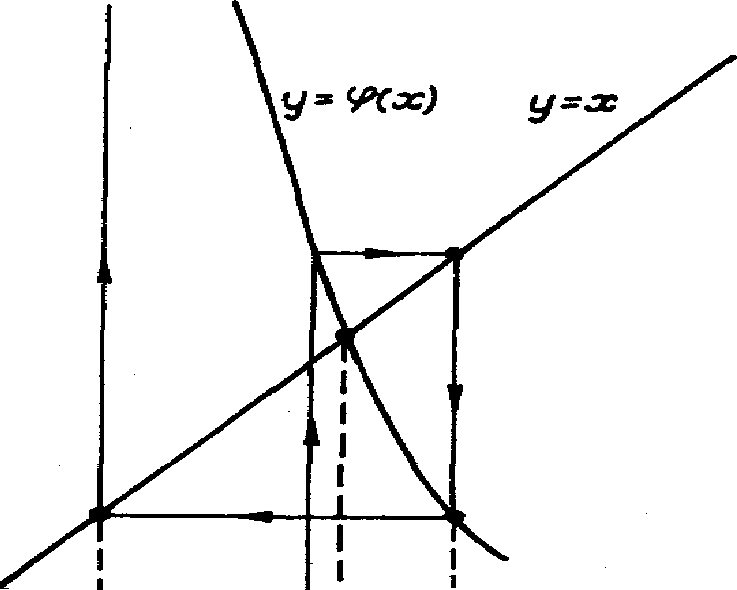 y = φ(x)
y = x